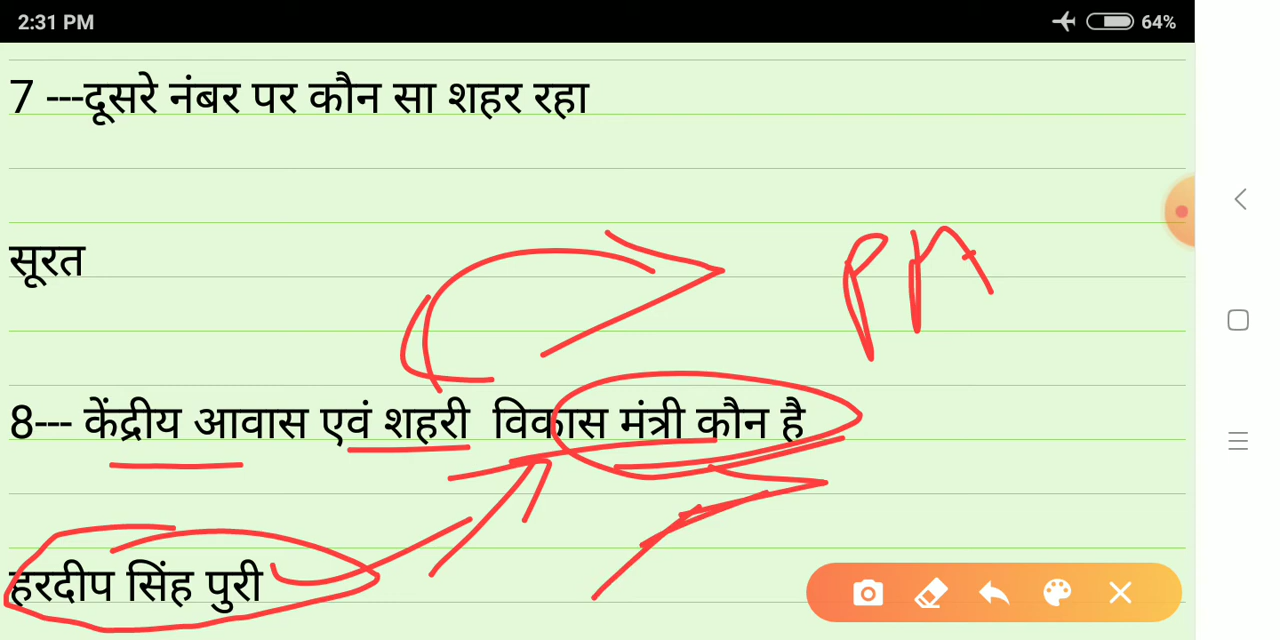 2:31 PM
64%
7 ---दूसरे नंबर पर कौन सा शहर रहा
सूरत
PM
8--- केंद्रीय आवास एवं शहरी विकास मंत्री कौन है
हरदीप सिंह पुरी